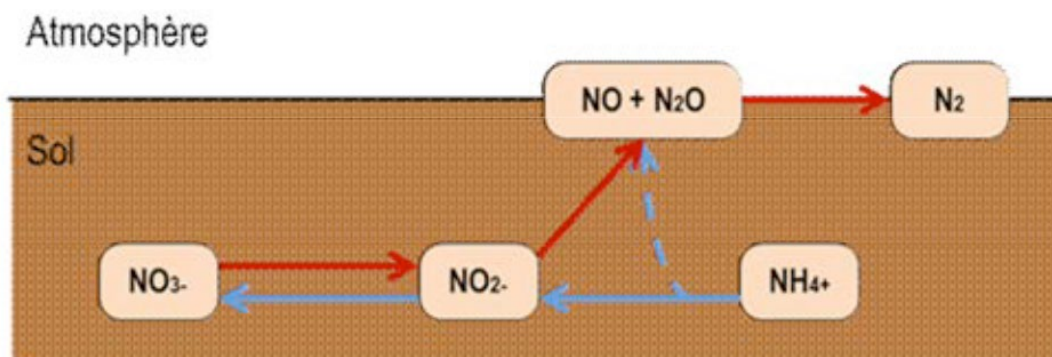 Atmosphère
NO + N2O
N2
Sol
NO3-
NO2-
NH4+